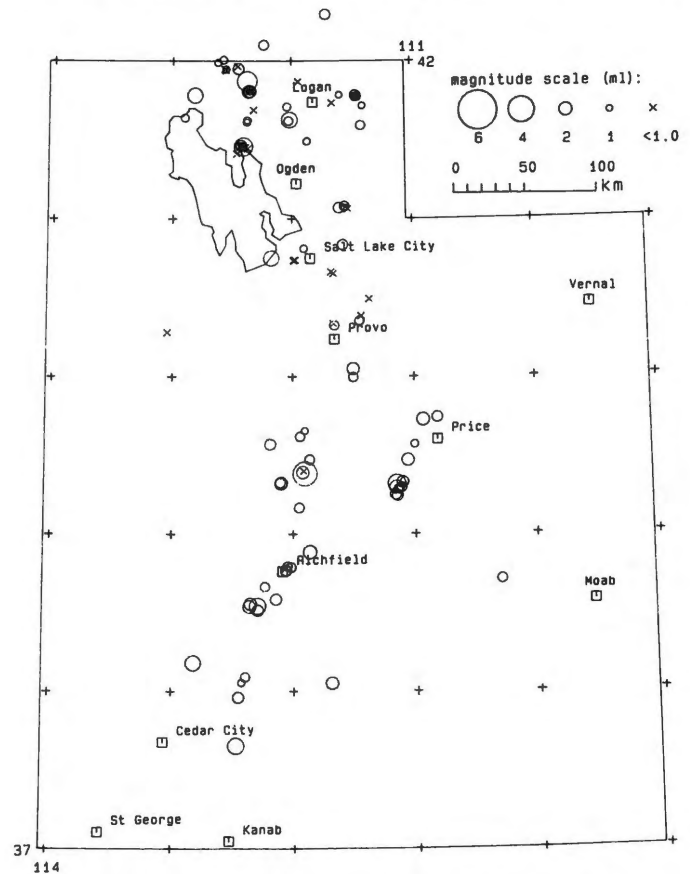 111
42
magnitude scale (ml):
6 4 2 1 <1.0
0 50 100
km
Logan
Ogden
Salt Lake City
Vernal
Provo
Price
Richfield
Moab
Cedar City
St George
Kanab
37
114